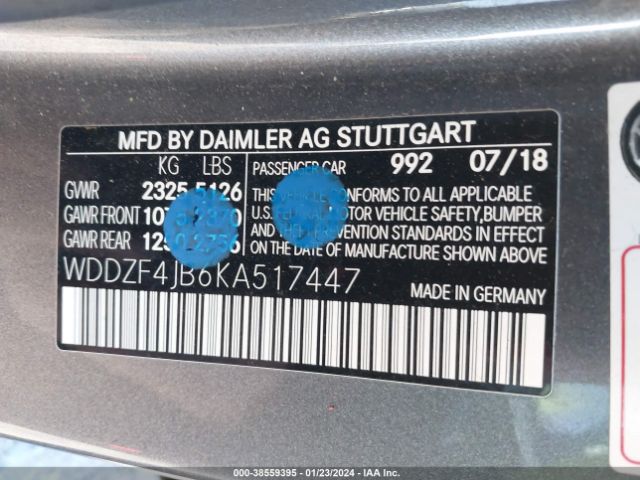 MFD BY DAIMLER AG STUTTGART
KG LBS PASSENGER CAR 992 07/18
GVWR 2325 5126 THIS VEHICLE CONFORMS TO ALL APPLICABLE
GAWR FRONT U.S. MOTOR VEHICLE SAFETY,BUMPER
GAWR REAR AND PREVENTION STANDARDS IN EFFECT
ON THE DATE OF MANUFACTURE SHOWN ABOVE
WDDZF4JB6KA517447 MADE IN GERMANY
000-38559395 - 01/23/2024 - IAA Inc.